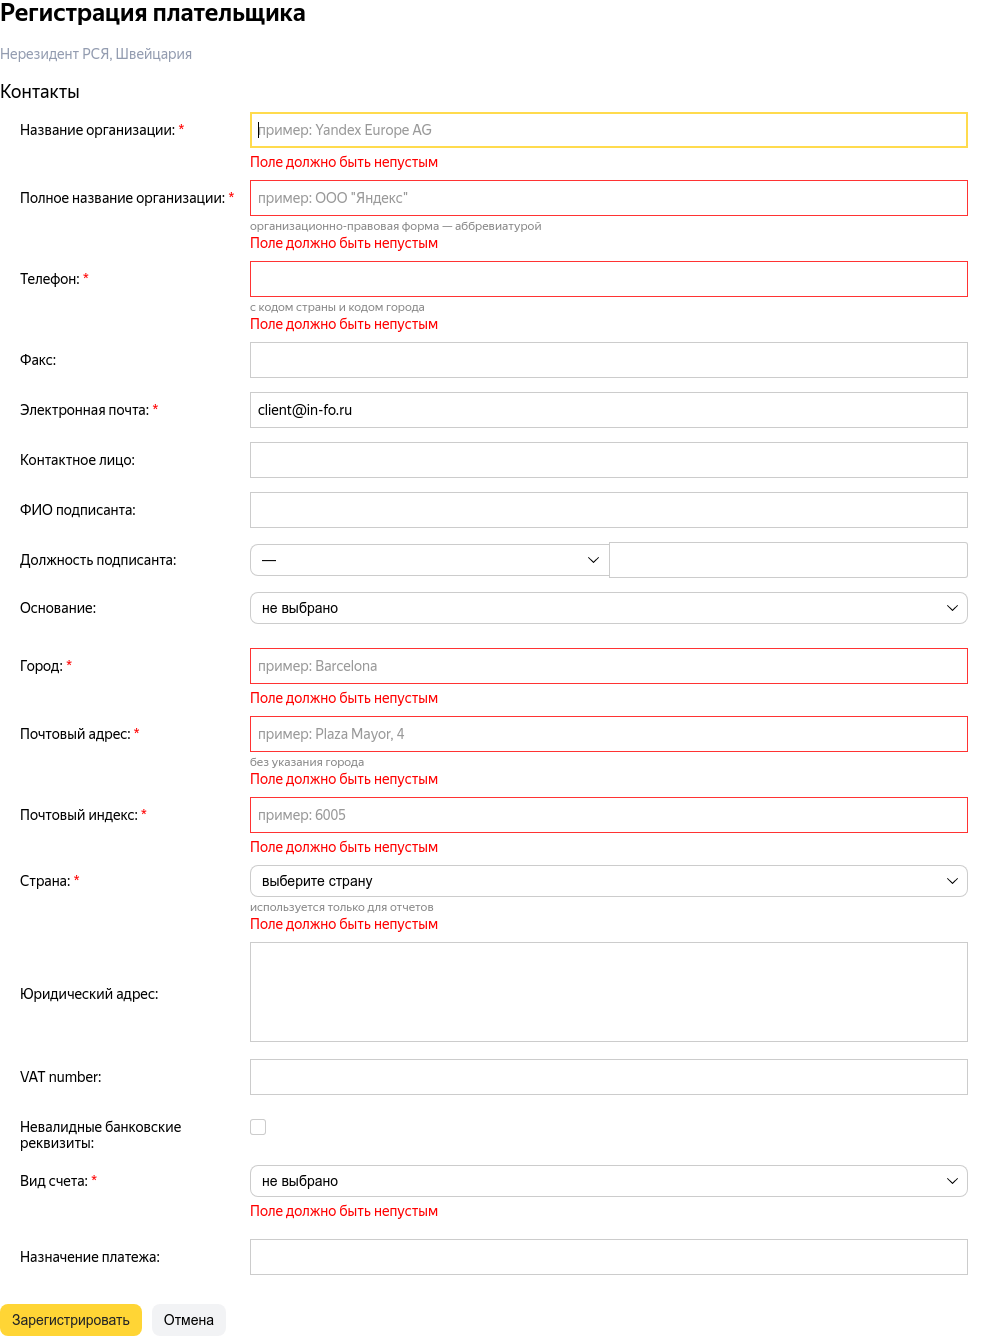 Регистрация плательщика
Нерезидент РСЯ, Швейцария
Контакты
Название организации: * пример: Yandex Europe AG
Поле должно быть непустым
Полное название организации: * пример: ООО "Яндекс"
организационно-правовая форма — аббревиатурой
Поле должно быть непустым
Телефон: *
с кодом страны и кодом города
Поле должно быть непустым
Факс:
Электронная почта: * client@in-fo.ru
Контактное лицо:
ФИО подписанта:
Должность подписанта: —
Основание: не выбрано
Город: * пример: Barcelona
Поле должно быть непустым
Почтовый адрес: * пример: Plaza Mayor, 4
без указания города
Поле должно быть непустым
Почтовый индекс: * пример: 6005
Поле должно быть непустым
Страна: * выберите страну
используется только для отчетов
Поле должно быть непустым
Юридический адрес:
VAT number:
Невалидные банковские
реквизиты:
Вид счета: * не выбрано
Поле должно быть непустым
Назначение платежа:
Зарегистрировать Отмена